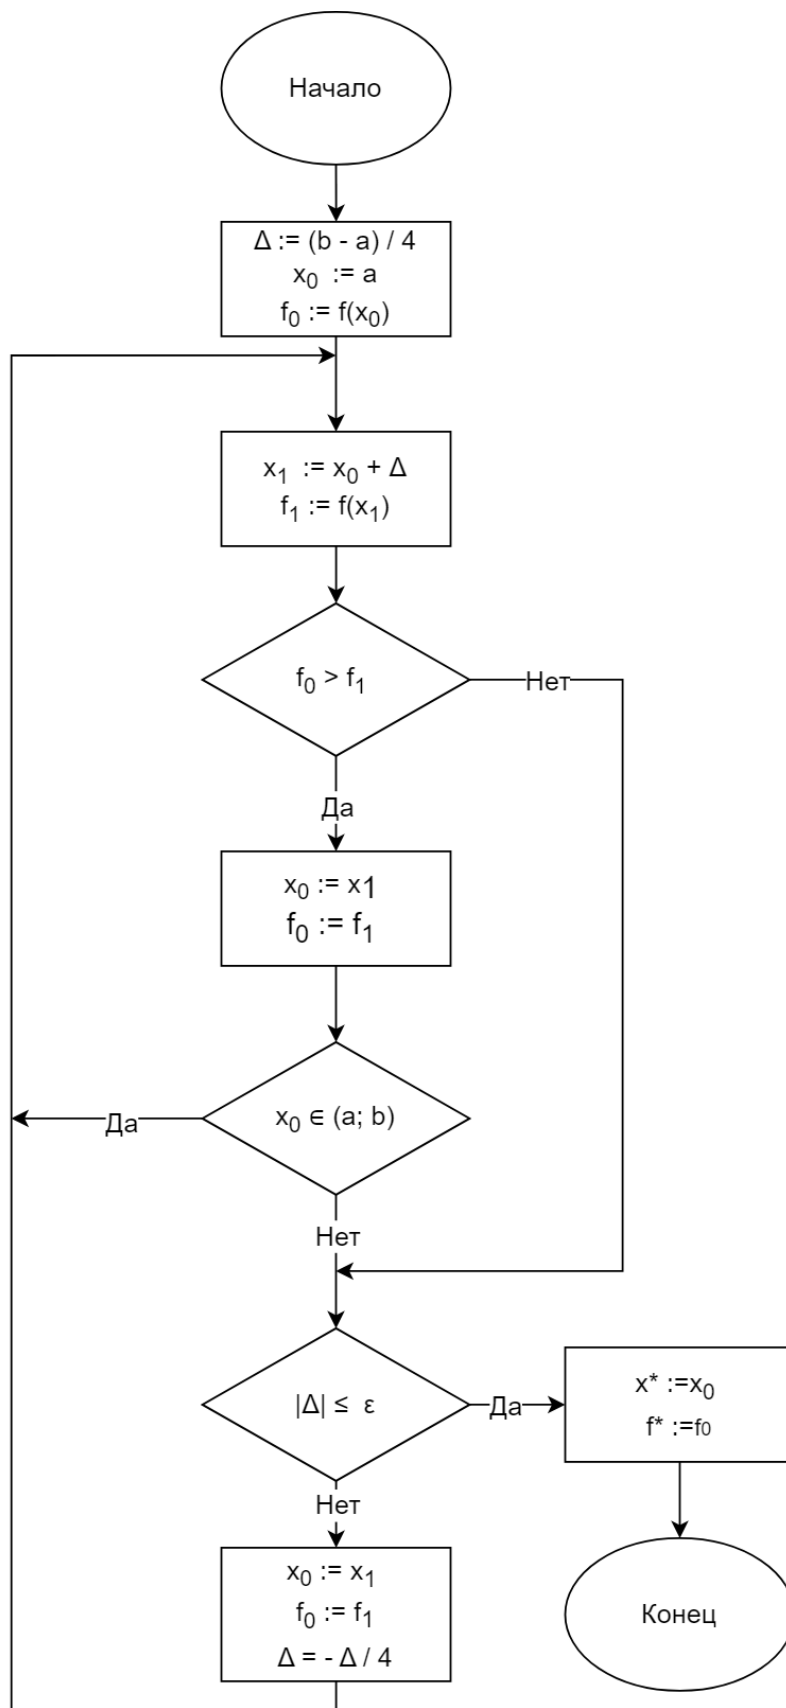 Начало
Δ := (b - a) / 4
x₀ := a
f₀ := f(x₀)
x₁ := x₀ + Δ
f₁ := f(x₁)
f₀ > f₁
Нет
Да
x₀ := x1
f₀ := f₁
x₀ ∈ (a; b)
Да
Нет
|Δ| ≤ ε
Да
x* :=x₀
f* :=f₀
Нет
x₀ := x₁
f₀ := f₁
Δ = - Δ / 4
Конец